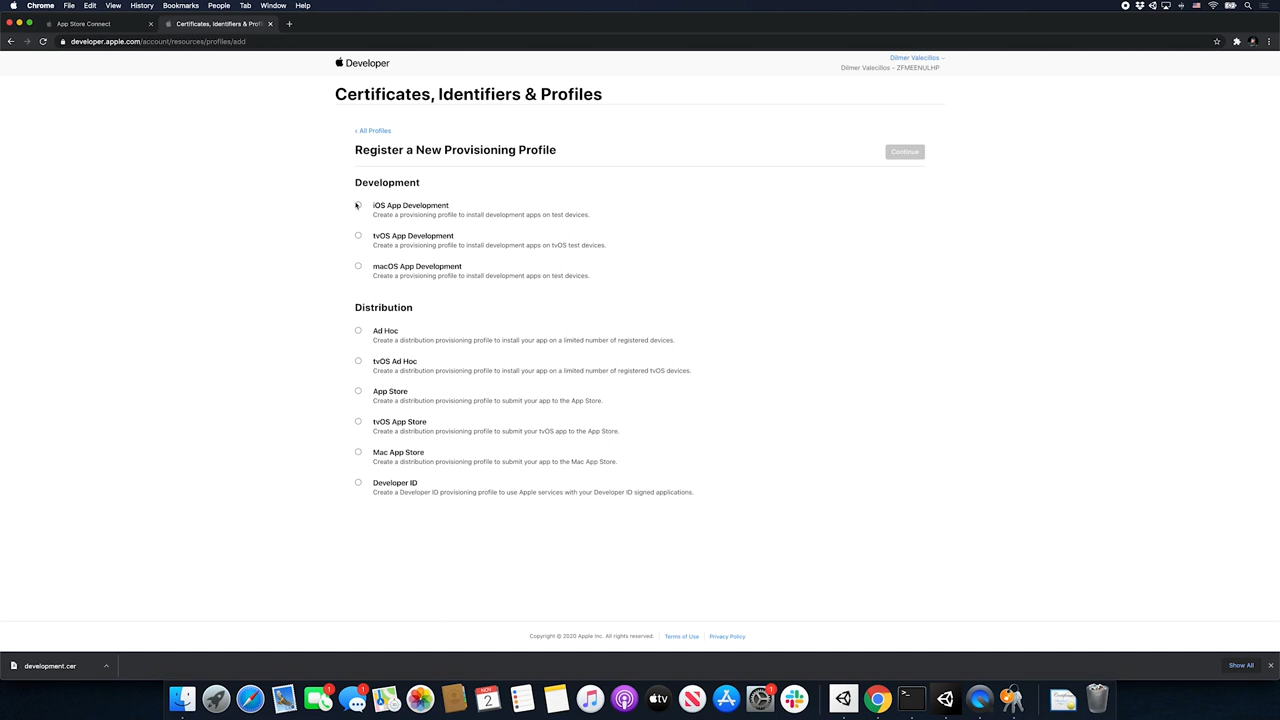 Chrome File Edit View History Bookmarks People Tab Window Help
App Store Connect Certificates, Identifiers & Profi
developer.apple.com/account/resources/profiles/add
Developer
Dilmer Valecillos
Dilmer Valecillos - ZFMEENULHP
Certificates, Identifiers & Profiles
‹ All Profiles
Register a New Provisioning Profile
Continue
Development
iOS App Development
Create a provisioning profile to install development apps on test devices.
tvOS App Development
Create a provisioning profile to install development apps on tvOS test devices.
macOS App Development
Create a provisioning profile to install development apps on test devices.
Distribution
Ad Hoc
Create a distribution provisioning profile to install your app on a limited number of registered devices.
tvOS Ad Hoc
Create a distribution provisioning profile to install your app on a limited number of registered tvOS devices.
App Store
Create a distribution provisioning profile to submit your app to the App Store.
tvOS App Store
Create a distribution provisioning profile to submit your tvOS app to the App Store.
Mac App Store
Create a distribution provisioning profile to submit your app to the Mac App Store.
Developer ID
Create a Developer ID provisioning profile to use Apple services with your Developer ID signed applications.
Copyright © 2020 Apple Inc. All rights reserved. Terms of Use Privacy Policy
development.cer
Show All
1 1 NOV 2 tv 1